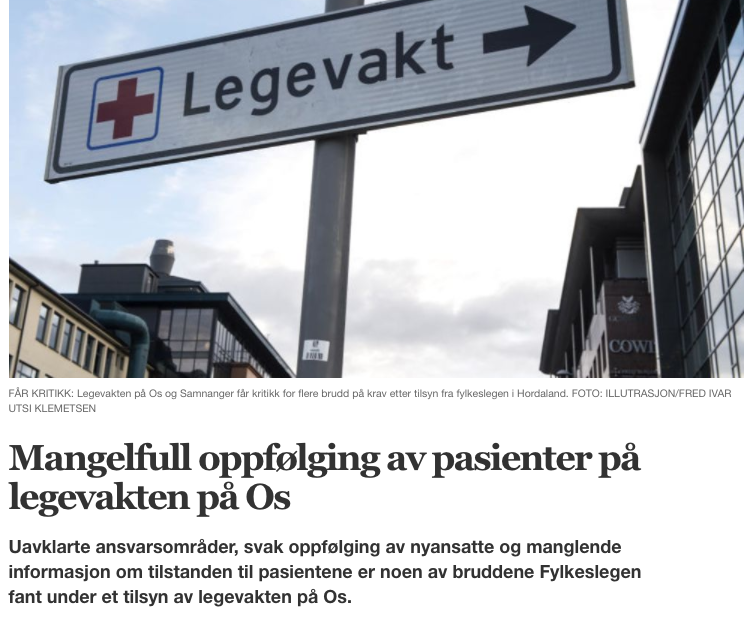 Legevakt
COWI
FÅR KRITIKK: Legevakten på Os og Samnanger får kritikk for flere brudd på krav etter tilsyn fra fylkeslegen i Hordaland. FOTO: ILLUTRASJON/FRED IVAR
UTSI KLEMETSEN
Mangelfull oppfølging av pasienter på
legevakten på Os
Uavklarte ansvarsområder, svak oppfølging av nyansatte og manglende
informasjon om tilstanden til pasientene er noen av bruddene Fylkeslegen
fant under et tilsyn av legevakten på Os.